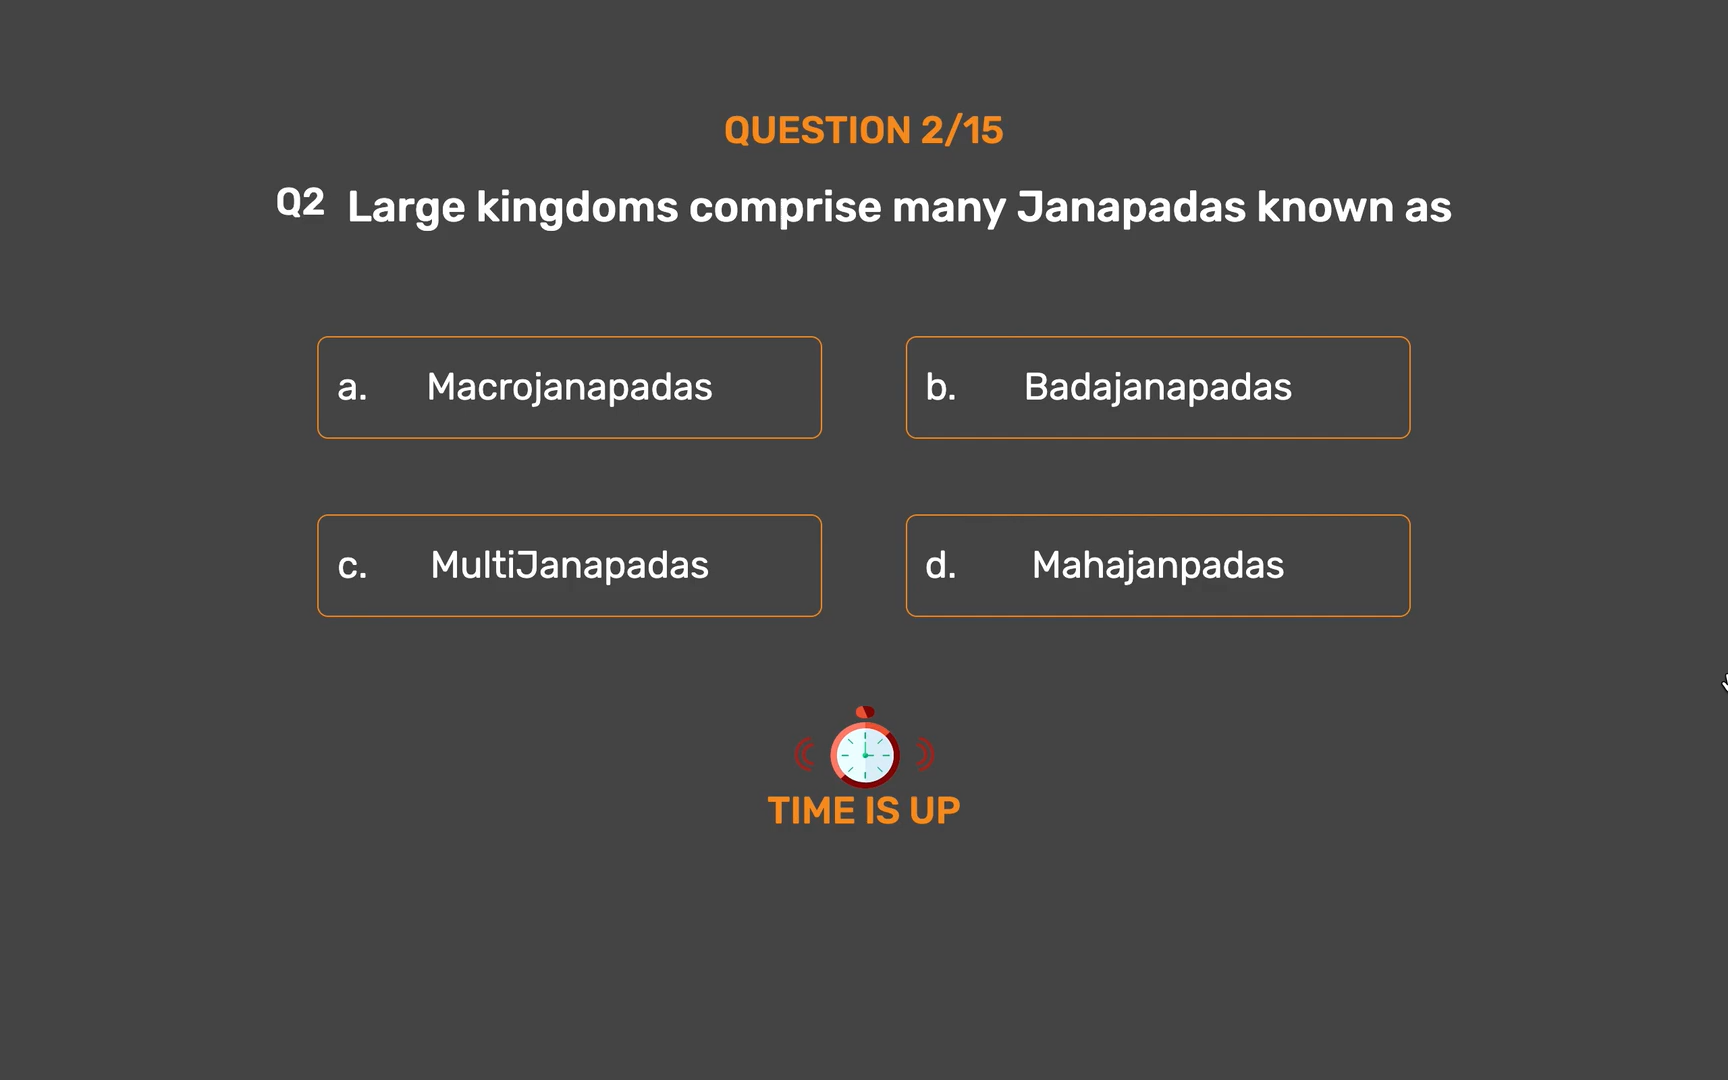 QUESTION 2/15
Q2 Large kingdoms comprise many Janapadas known as
a. Macrojanapadas
b. Badajanapadas
c. MultiJanapadas
d. Mahajanpadas
TIME IS UP